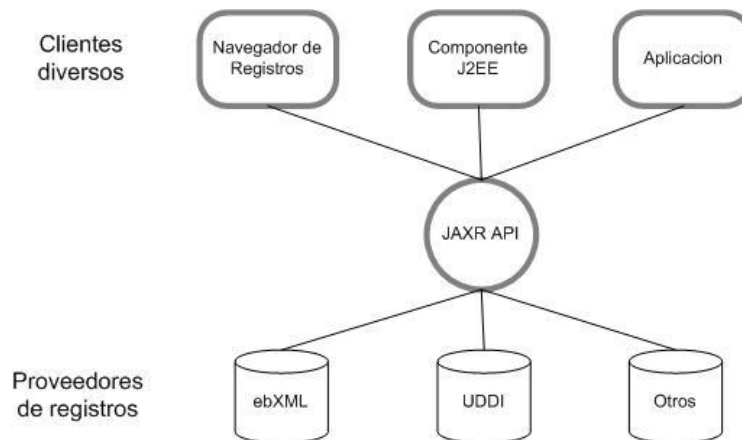 Clientes
diversos
Navegador de
Registros
Componente
J2EE
Aplicacion
JAXR API
Proveedores
de registros
ebXML
UDDI
Otros